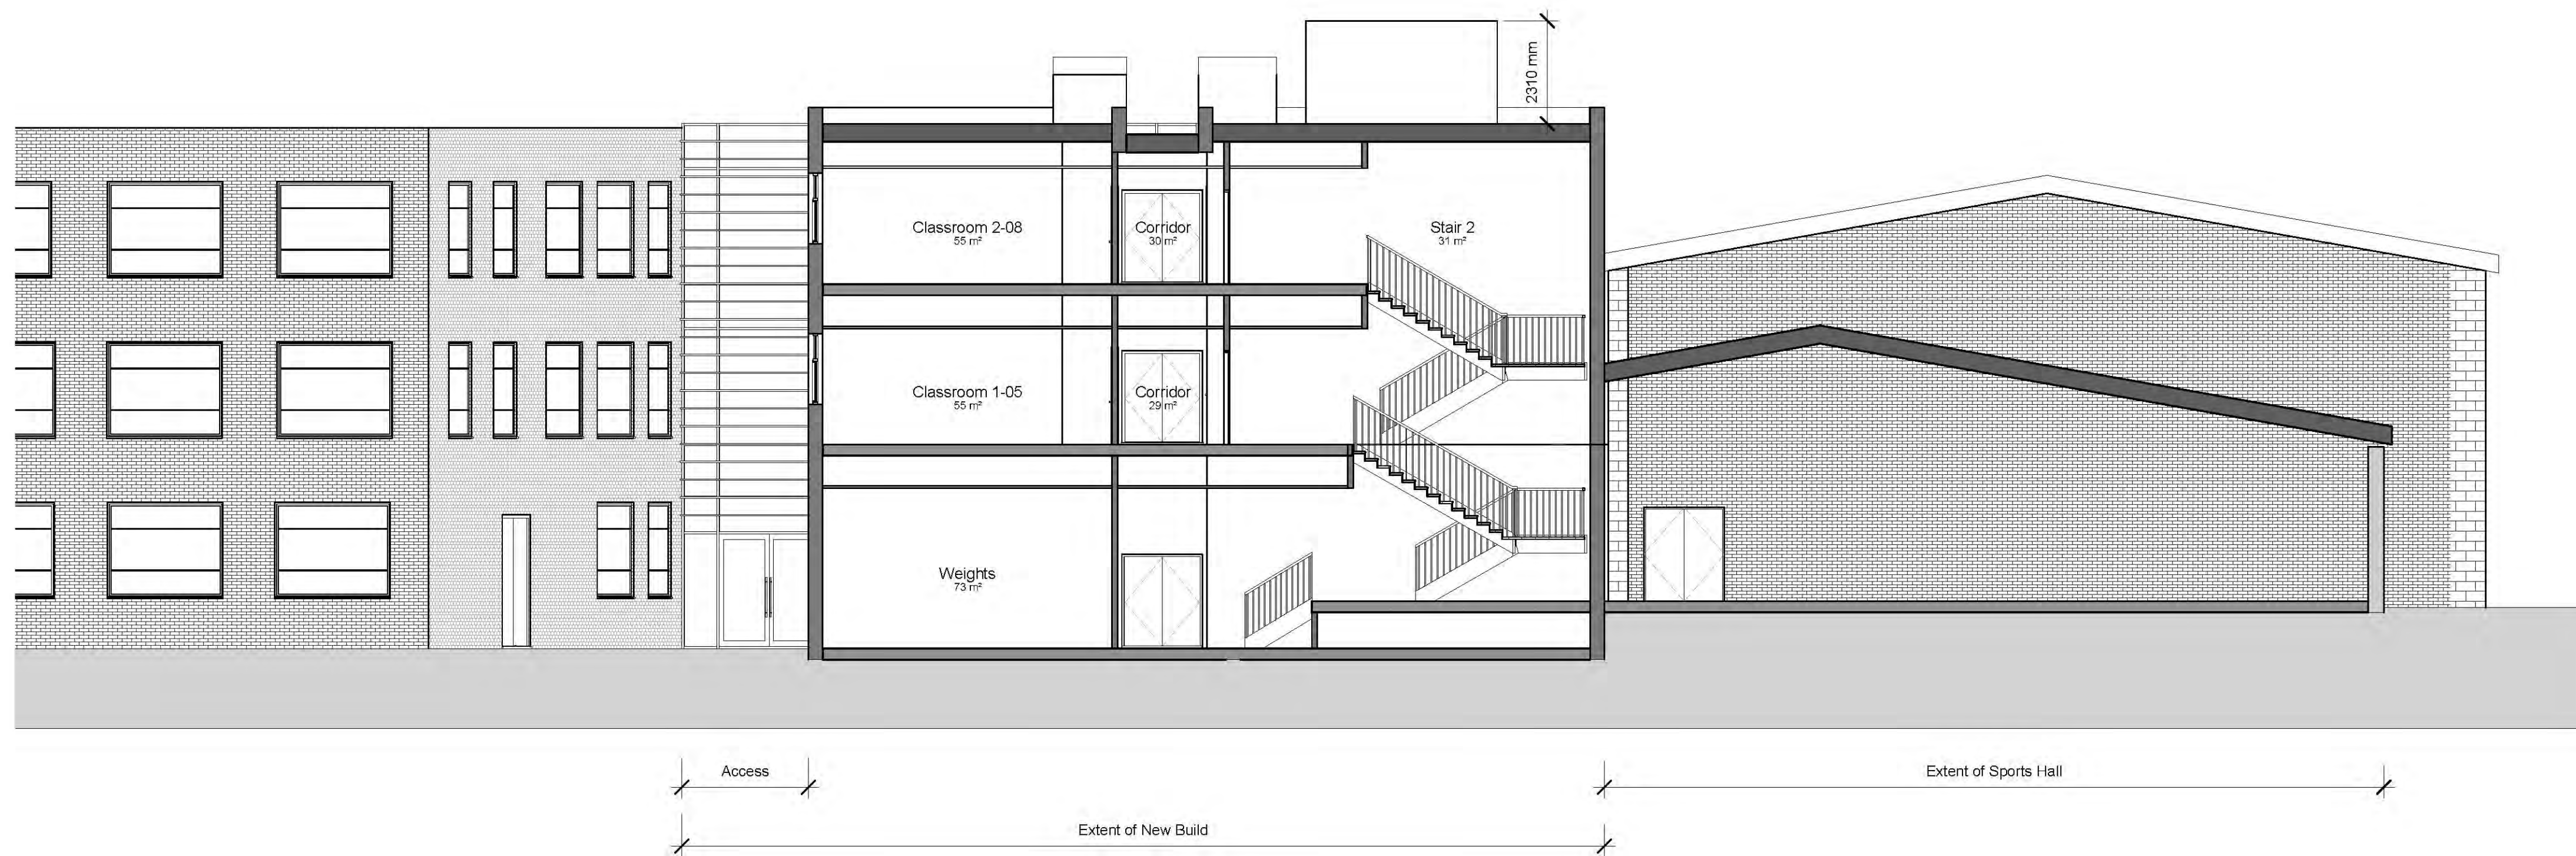 2310 mm
Classroom 2-08
55 m²
Corridor
30 m²
Stair 2
31 m²
Classroom 1-05
55 m²
Corridor
29 m²
Weights
73 m²
Access
Extent of Sports Hall
Extent of New Build